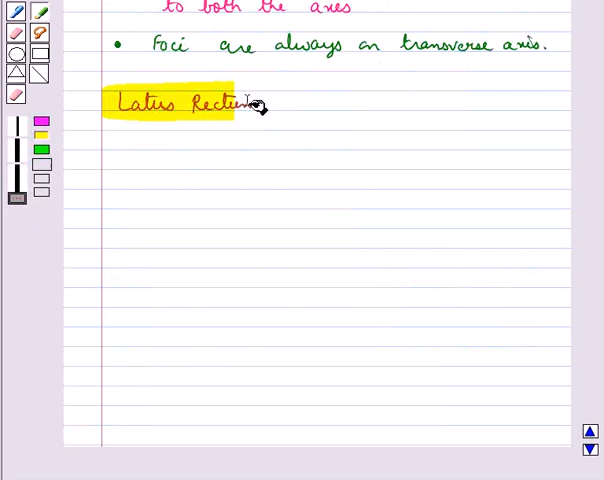 to both the axes
• Foci are always on transverse axis.
Latus Rectum